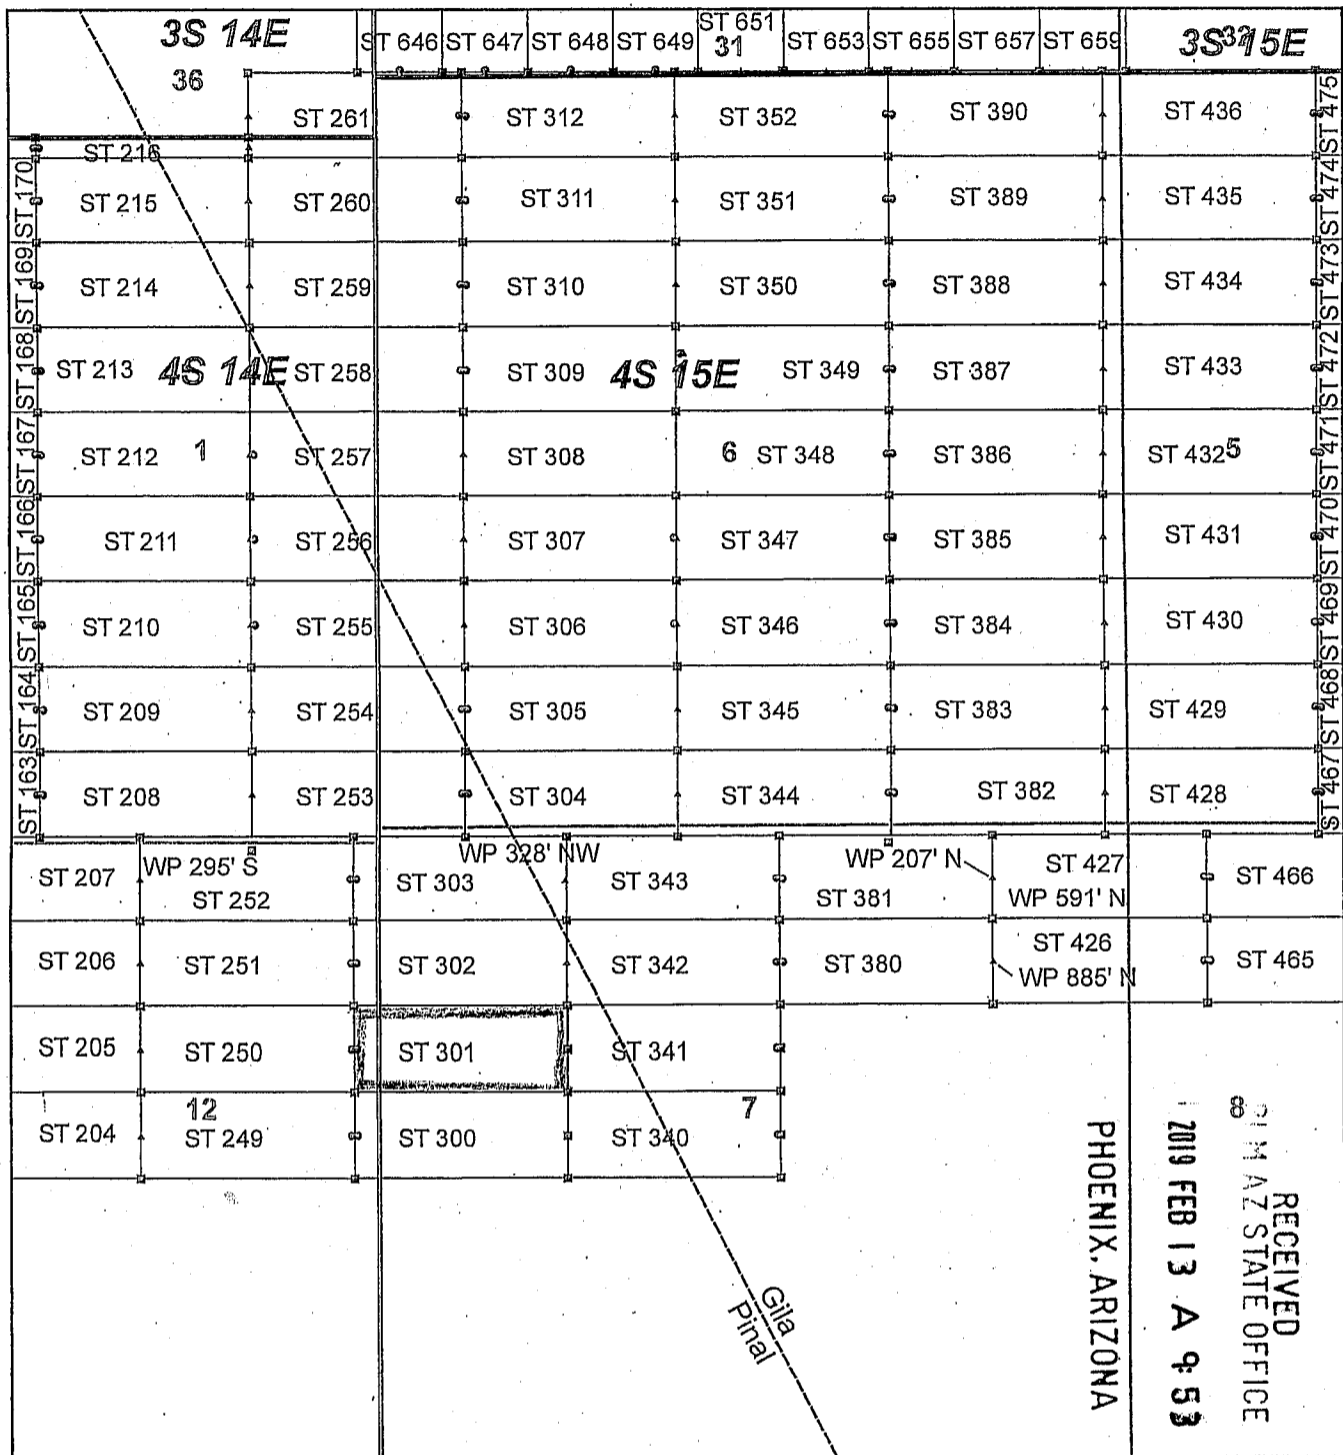 3S 14E
ST 646 ST 647 ST 648 ST 649 ST 651 ST 653 ST 655 ST 657 ST 659
31
32
3S 15E
36
ST 261 ST 312 ST 352 ST 390 ST 436 ST 475
ST 216
ST 170 ST 215 ST 260 ST 311 ST 351 ST 389 ST 435 ST 474
ST 169 ST 214 ST 259 ST 310 ST 350 ST 388 ST 434 ST 473
ST 168 ST 213 4S 14E ST 258 ST 309 4S 15E ST 349 ST 387 ST 433 ST 472
ST 167 ST 212 1 ST 257 ST 308 6 ST 348 ST 386 ST 432 5 ST 471
ST 166 ST 211 ST 256 ST 307 ST 347 ST 385 ST 431 ST 470
ST 165 ST 210 ST 255 ST 306 ST 346 ST 384 ST 430 ST 469
ST 164 ST 209 ST 254 ST 305 ST 345 ST 383 ST 429 ST 468
ST 163 ST 208 ST 253 ST 304 ST 344 ST 382 ST 428 ST 467
WP 295' S WP 328' NW WP 207' N
ST 207 ST 252 ST 303 ST 343 ST 381 ST 427 ST 466
WP 591' N
ST 206 ST 251 ST 302 ST 342 ST 380 ST 426 ST 465
WP 885' N
ST 205 ST 250 ST 301 ST 341
12 7
ST 204 ST 249 ST 300 ST 340
Gila
Pinal
RECEIVED
AZ STATE OFFICE
2019 FEB 13 A 9:53
PHOENIX, ARIZONA